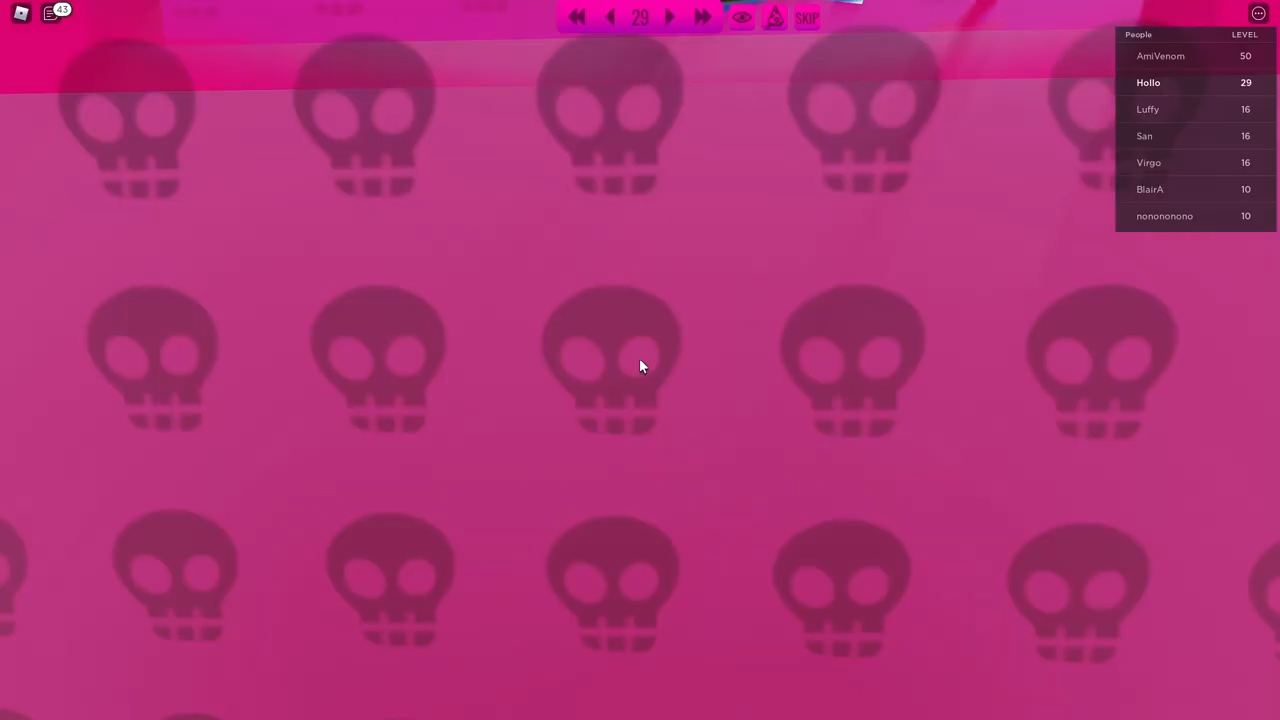 43
29
SKIP
People LEVEL
AmiVenom 50
Hollo 29
Luffy 16
San 16
Virgo 16
BlairA 10
nonononono 10